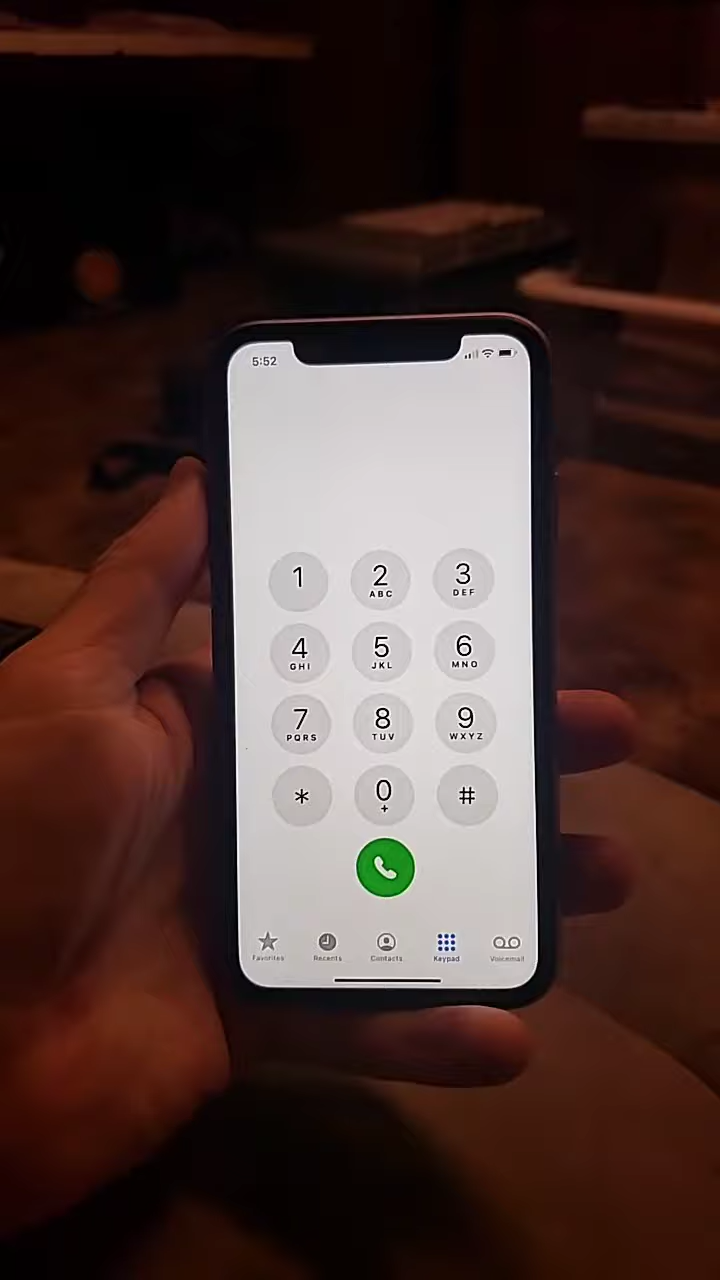 5:52
1 2 3
ABC DEF
4 5 6
GHI JKL MNO
7 8 9
PQRS TUV WXYZ
* 0 #
+
Favorites Recents Contacts Keypad Voicemail